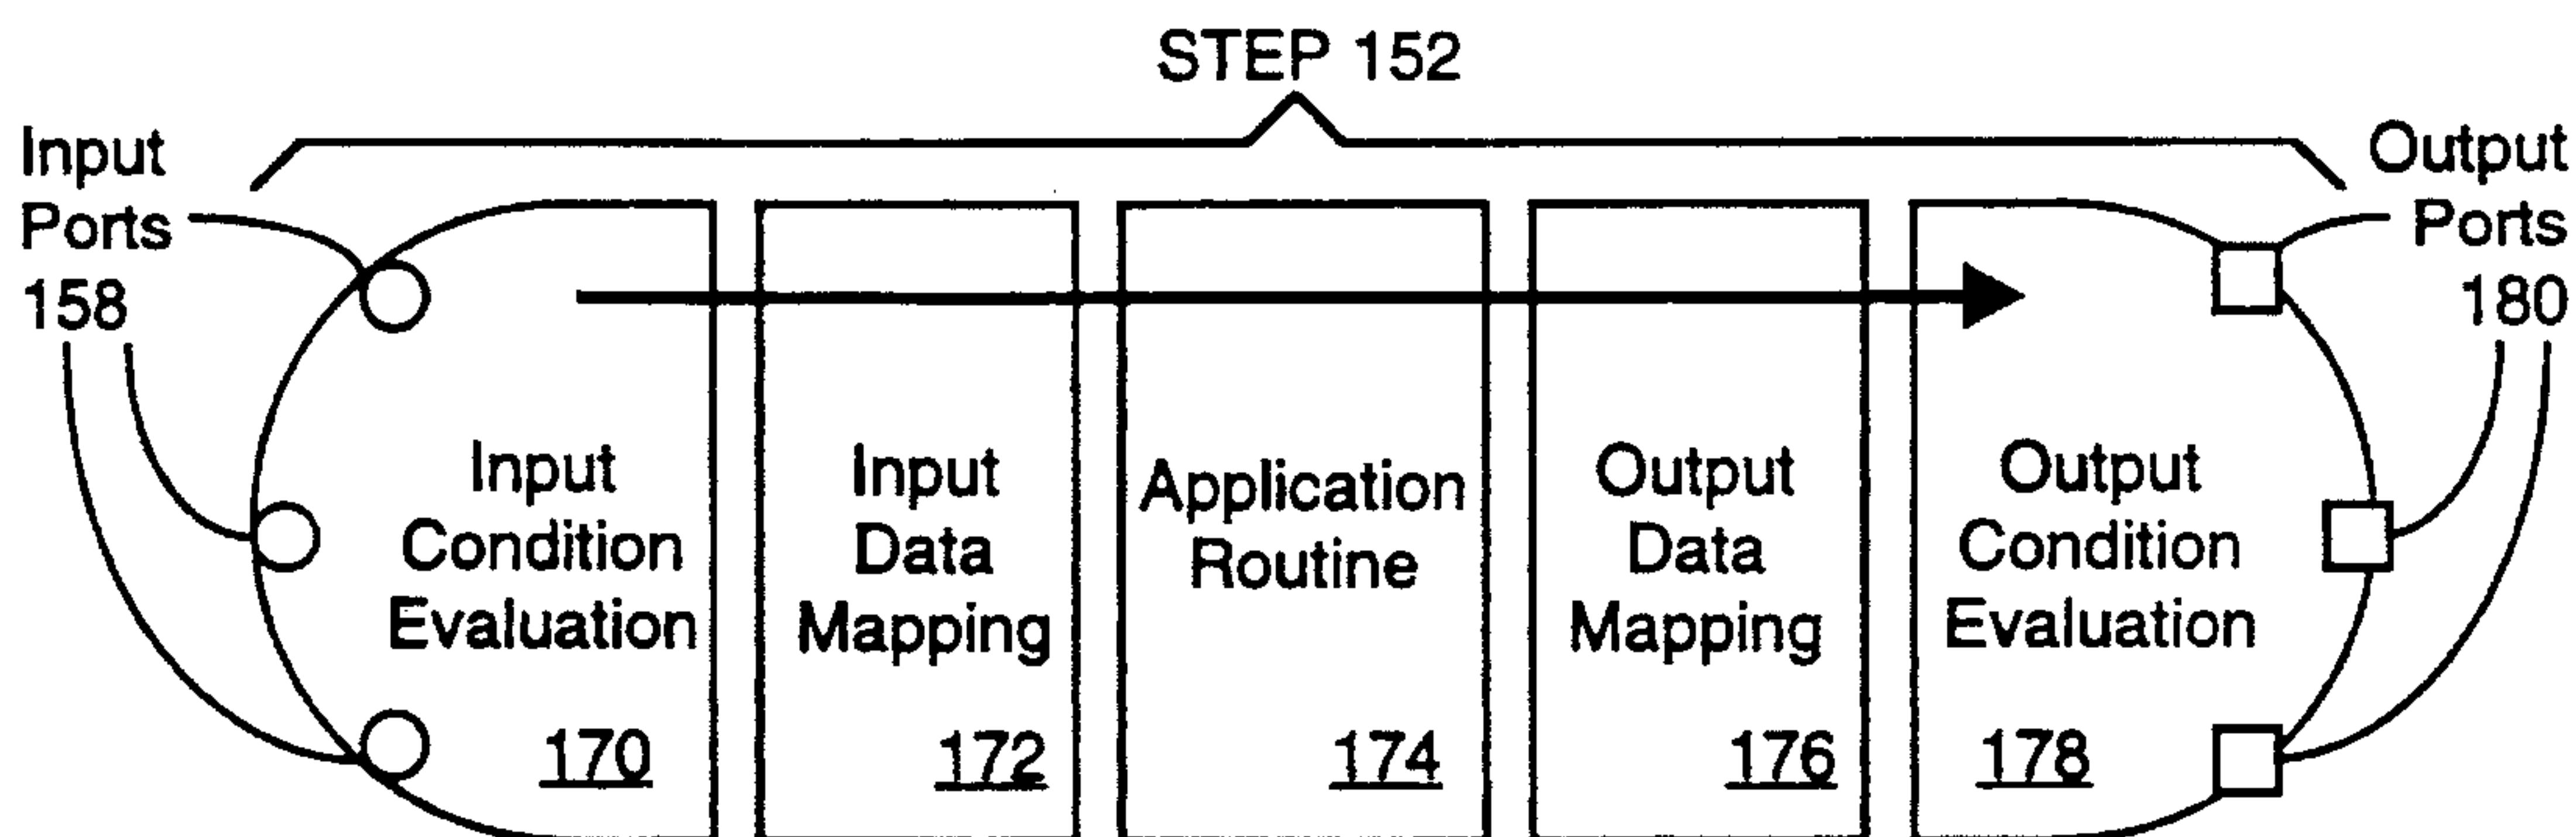 STEP 152
Input
Ports
158
Output
Ports
180
Input
Condition
Evaluation
170
Input
Data
Mapping
172
Application
Routine
174
Output
Data
Mapping
176
Output
Condition
Evaluation
178